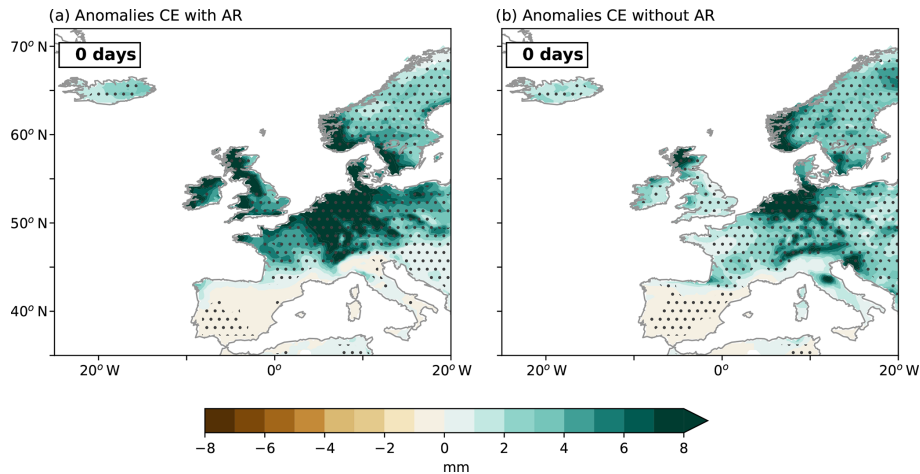 (a) Anomalies CE with AR
(b) Anomalies CE without AR
0 days
0 days
70° N
60° N
50° N
40° N
20° W
0°
20° W
20° W
0°
20° W
−8
−6
−4
−2
0
2
4
6
8
mm